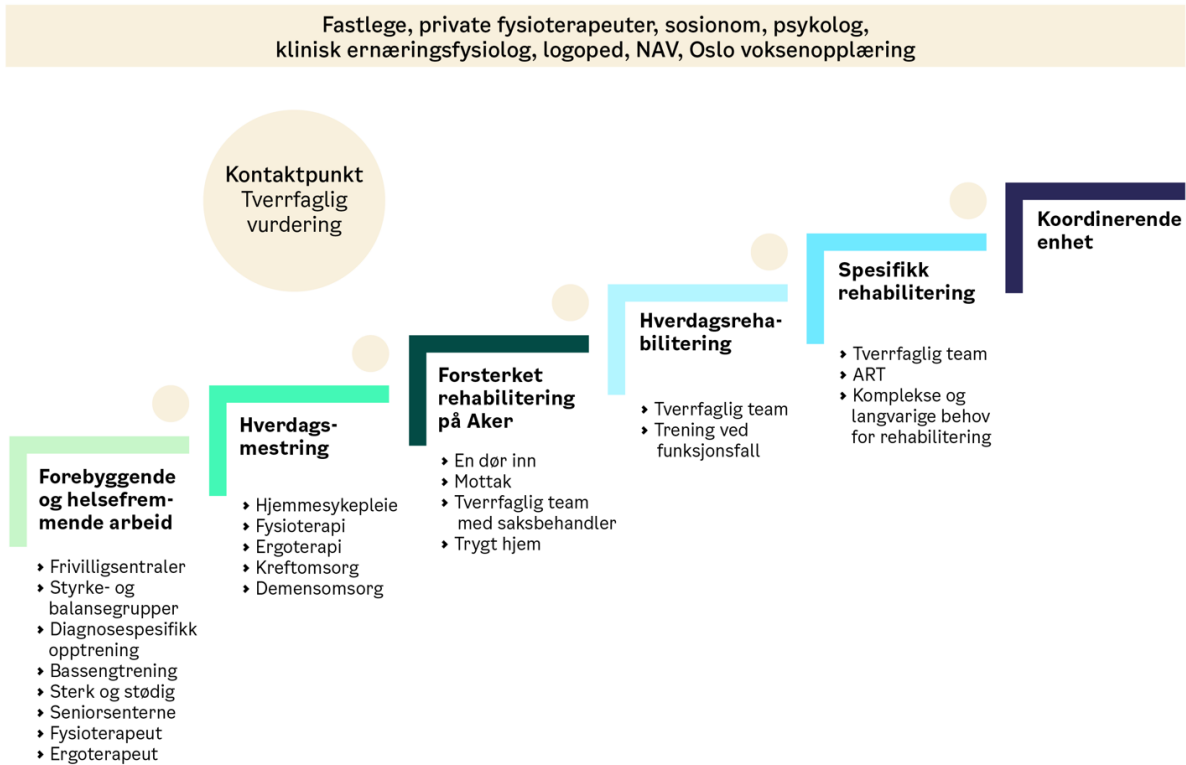 Fastlege, private fysioterapeuter, sosionom, psykolog,
klinisk ernæringsfysiolog, logoped, NAV, Oslo voksenopplæring
Kontaktpunkt
Tverrfaglig
vurdering
Forebyggende
og helsefrem-
mende arbeid
Frivilligsentraler
Styrke- og
balansegrupper
Diagnosespesifikk
opptrening
Bassengtrening
Sterk og stødig
Seniorsenterne
Fysioterapeut
Ergoterapeut
Hverdags-
mestring
Hjemmesykepleie
Fysioterapi
Ergoterapi
Kreftomsorg
Demensomsorg
Forsterket
rehabilitering
på Aker
En dør inn
Mottak
Tverrfaglig team
med saksbehandler
Trygt hjem
Hverdagsreha-
bilitering
Tverrfaglig team
Trening ved
funksjonsfall
Spesifikk
rehabilitering
Tverrfaglig team
ART
Komplekse og
langvarige behov
for rehabilitering
Koordinerende
enhet